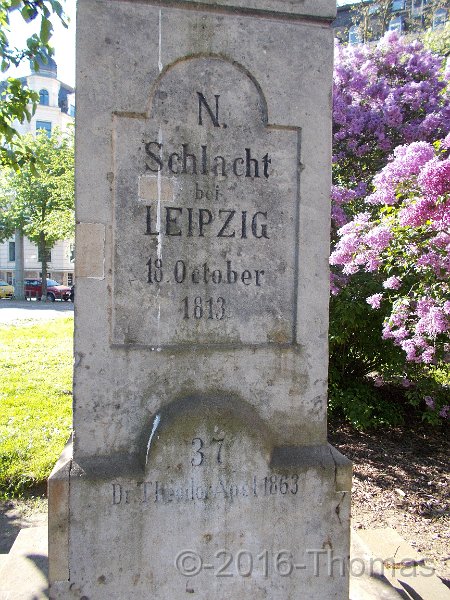 N.
Schlacht
bei
LEIPZIG
18. October
1813
37
Dr. Theodor Apel 1863
©-2016-Thomas